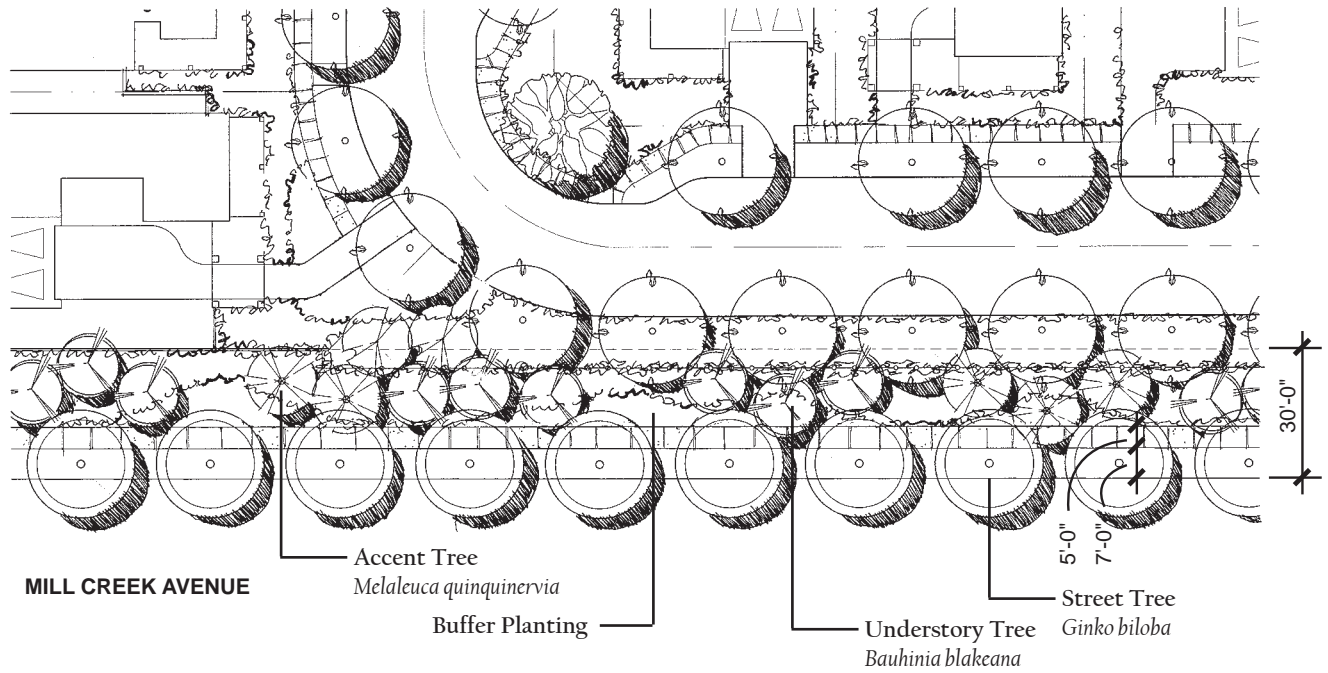 30'-0"
5'-0"
7'-0"
Accent Tree
Melaleuca quinquinervia
MILL CREEK AVENUE
Buffer Planting
Street Tree
Ginko biloba
Understory Tree
Bauhinia blakeana